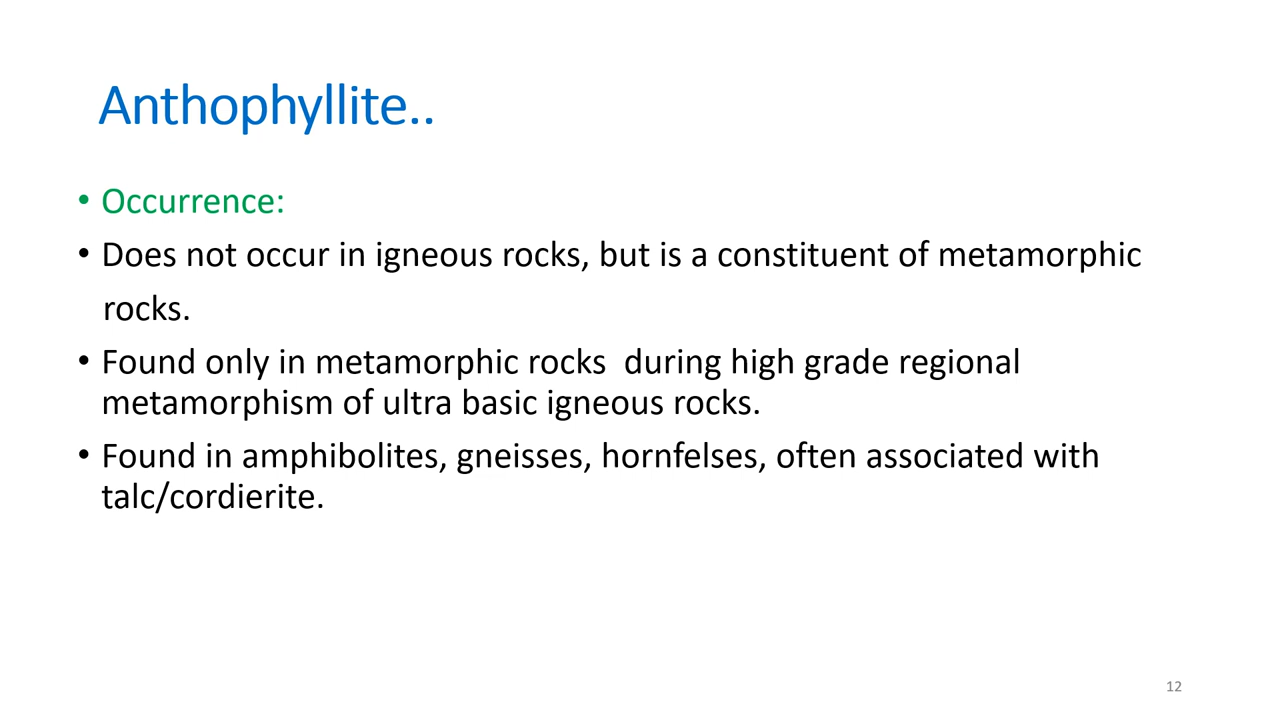 Anthophyllite..
• Occurrence:
• Does not occur in igneous rocks, but is a constituent of metamorphic
rocks.
• Found only in metamorphic rocks  during high grade regional
metamorphism of ultra basic igneous rocks.
• Found in amphibolites, gneisses, hornfelses, often associated with
talc/cordierite.
12